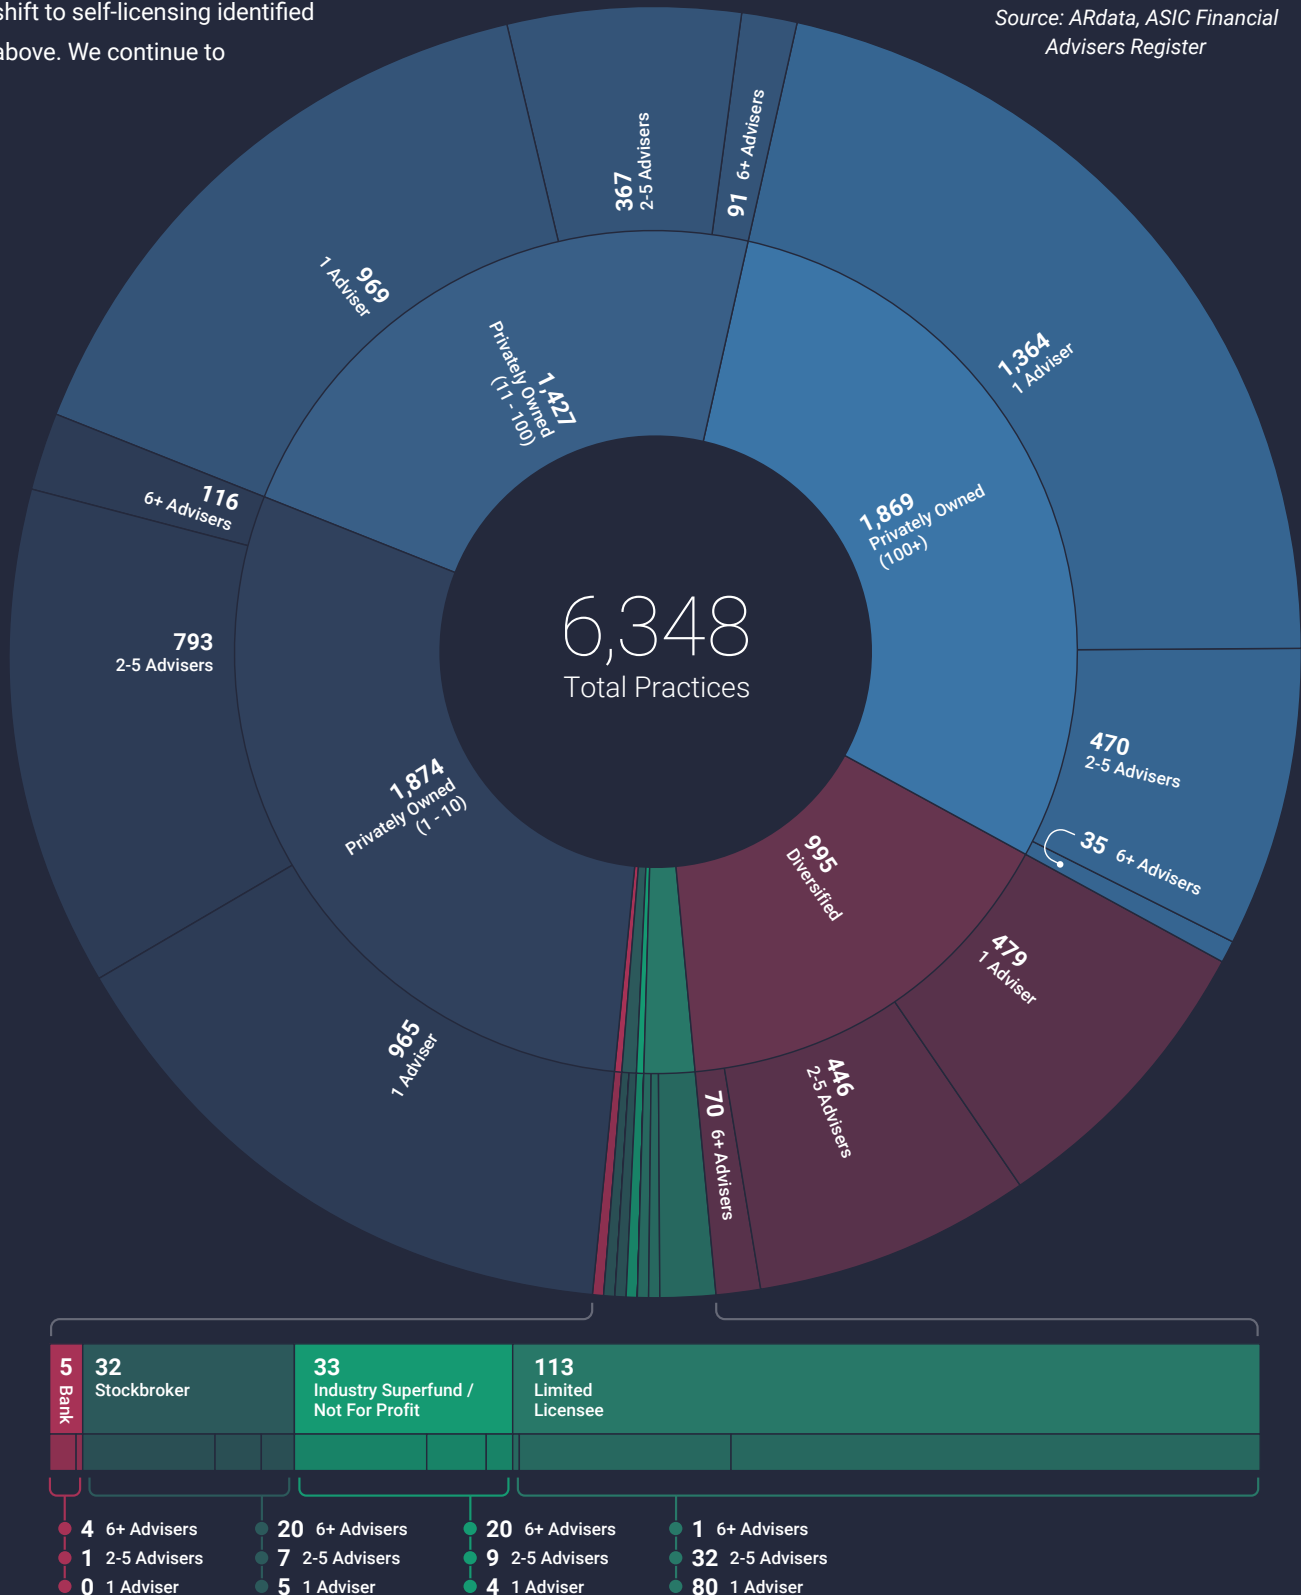 shift to self-licensing identified
above. We continue to
Source: ARdata, ASIC Financial
Advisers Register
367
2-5 Advisers
91 6+ Advisers
969
1 Adviser
1,364
1 Adviser
1,427
Privately Owned
(11 - 100)
116
6+ Advisers
1,869
Privately Owned
(100+)
6,348
Total Practices
793
2-5 Advisers
470
2-5 Advisers
1,874
Privately Owned
(1 - 10)
35 6+ Advisers
995
Diversified
479
1 Adviser
965
1 Adviser
446
2-5 Advisers
70 6+ Advisers
5
Bank
32
Stockbroker
33
Industry Superfund /
Not For Profit
113
Limited
Licensee
4 6+ Advisers
1 2-5 Advisers
0 1 Adviser
20 6+ Advisers
7 2-5 Advisers
5 1 Adviser
20 6+ Advisers
9 2-5 Advisers
4 1 Adviser
1 6+ Advisers
32 2-5 Advisers
80 1 Adviser